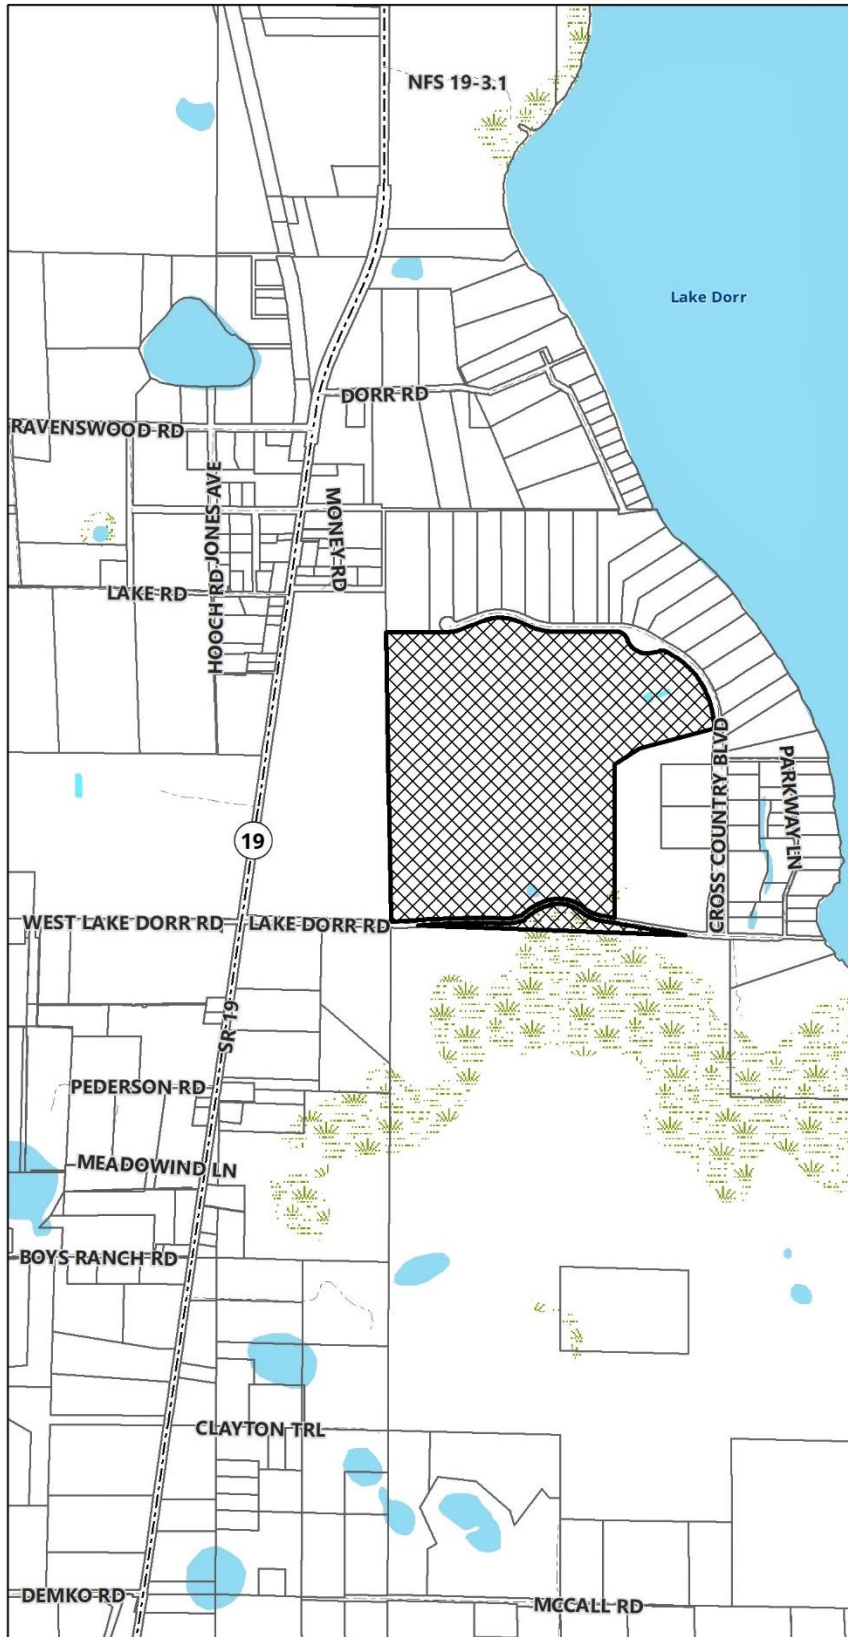 NFS 19-3.1
Lake Dorr
DORR RD
RAVENSWOOD RD
JONES AVE
MONEY RD
LAKE RD
HOOCH RD
CROSS COUNTRY BLVD
PARKWAY LN
19
WEST LAKE DORR RD
LAKE DORR RD
SR-19
PEDERSON RD
MEADOWIND LN
BOYS RANCH RD
CLAYTON TRL
DEMKO RD
MCCALL RD